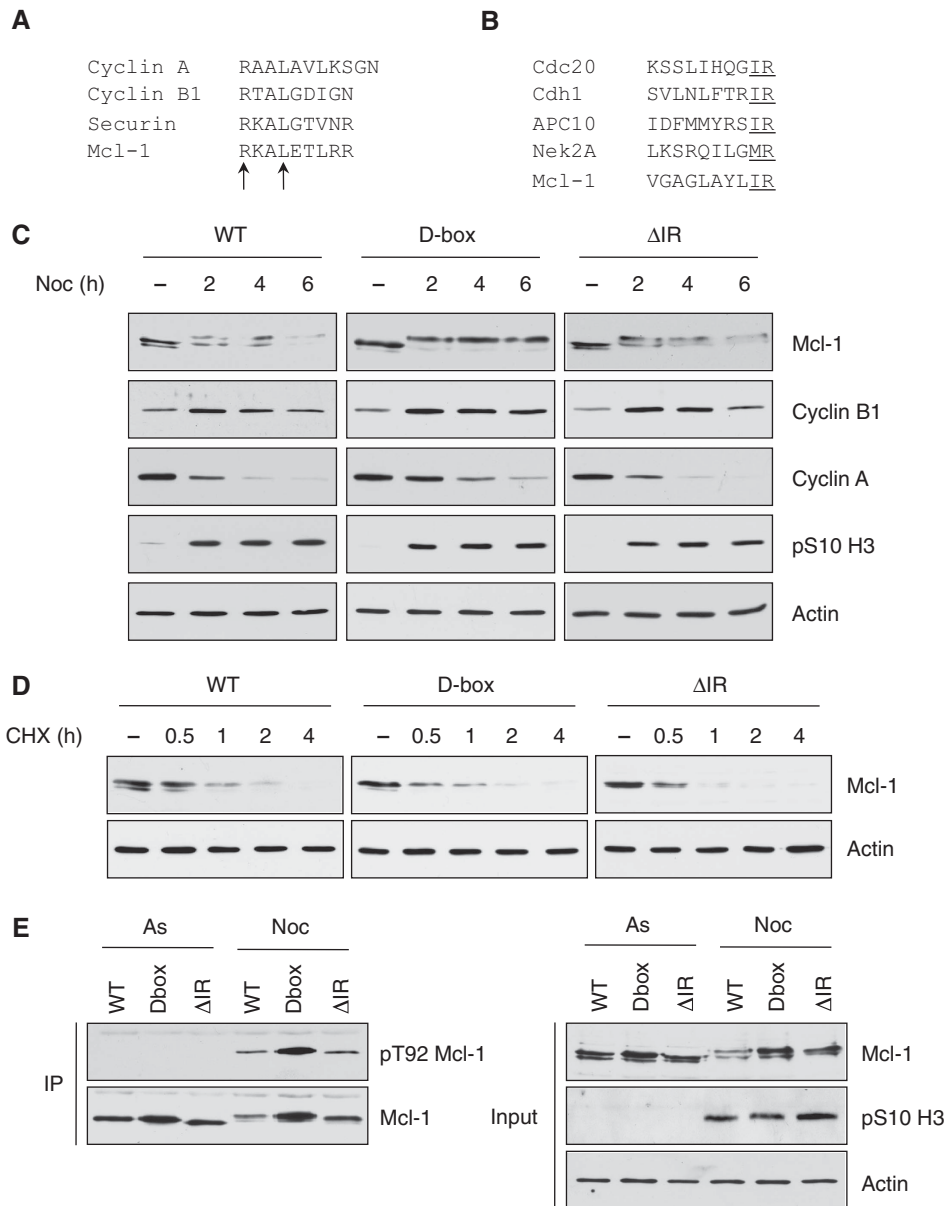 A
Cyclin A RAALAVLKSGN
Cyclin B1 RTALGDIGN
Securin RKALGTVNR
Mcl-1 RKALETLRR
B
Cdc20 KSSLIHQGIR
Cdh1 SVLNLFTRIR
APC10 IDFMMYRSIR
Nek2A LKSRQILGMR
Mcl-1 VGAGLAYLIR
C
WT D-box ΔIR
Noc (h) – 2 4 6 – 2 4 6 – 2 4 6
Mcl-1
Cyclin B1
Cyclin A
pS10 H3
Actin
D
WT D-box ΔIR
CHX (h) – 0.5 1 2 4 – 0.5 1 2 4 – 0.5 1 2 4
Mcl-1
Actin
E
As Noc
WT Dbox ΔIR WT Dbox ΔIR
IP
pT92 Mcl-1
Mcl-1
As Noc
WT Dbox ΔIR WT Dbox ΔIR
Input
Mcl-1
pS10 H3
Actin